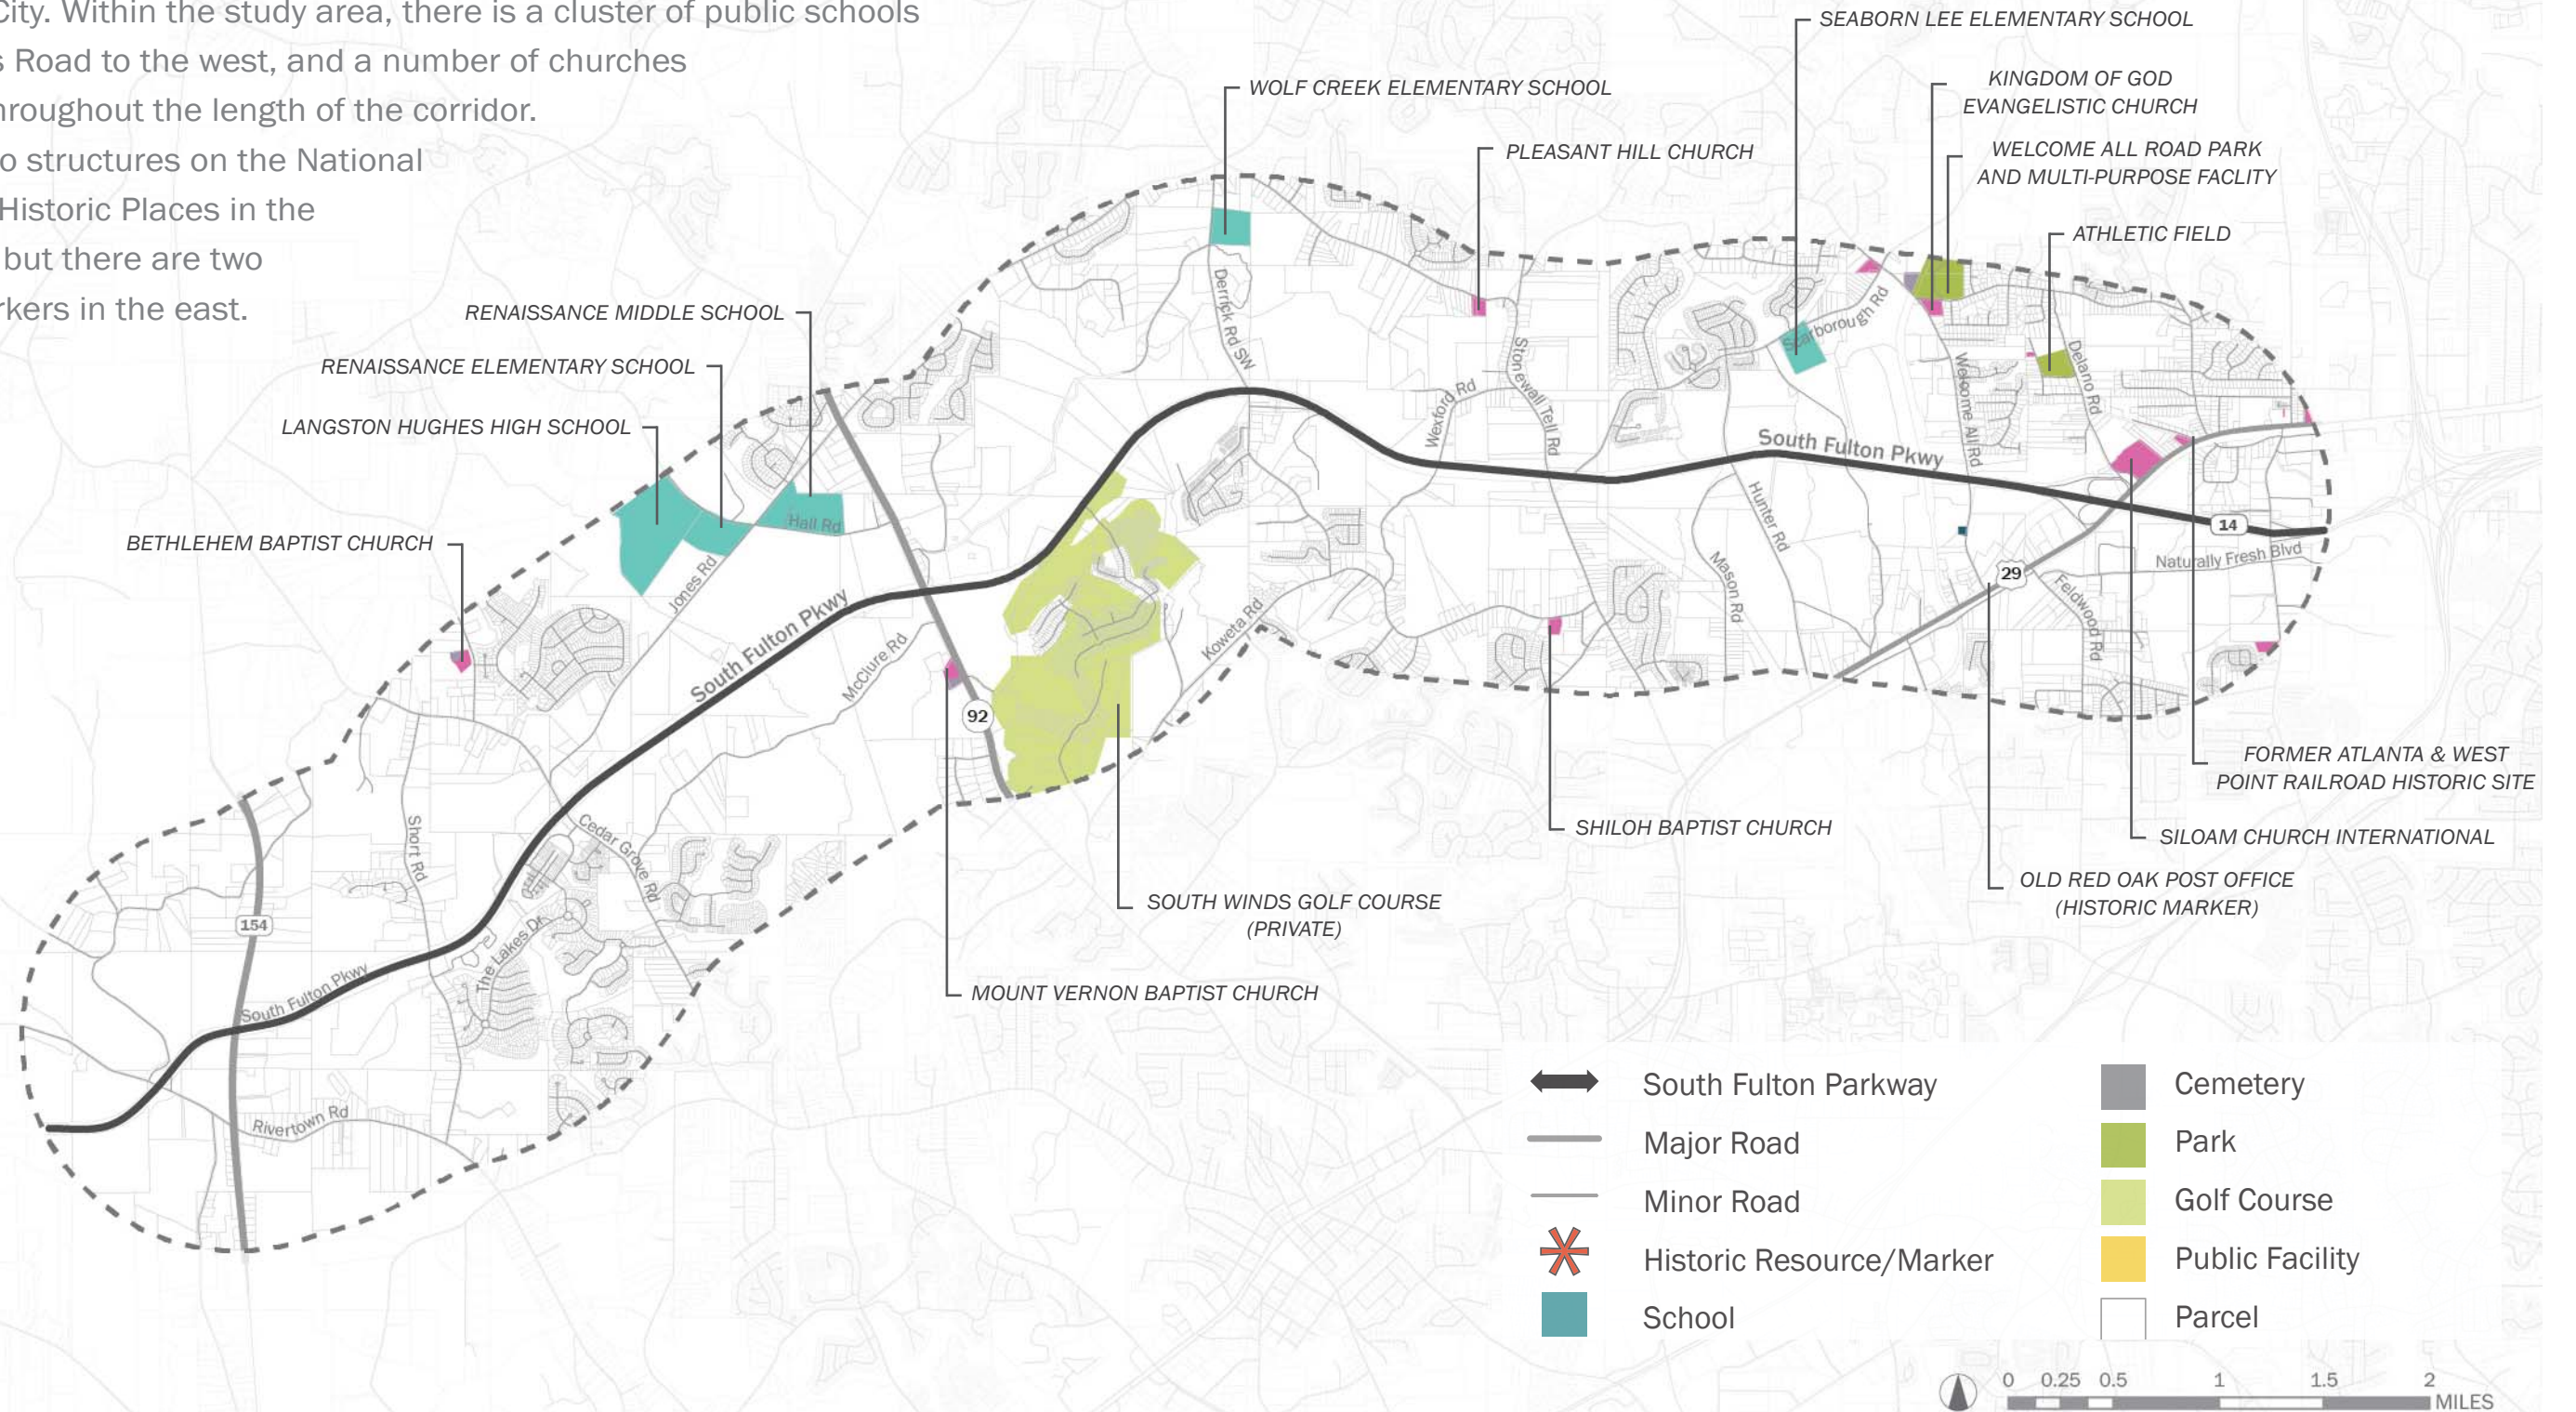 City. Within the study area, there is a cluster of public schools
s Road to the west, and a number of churches
hroughout the length of the corridor.
o structures on the National
Historic Places in the
but there are two
rkers in the east.
SEABORN LEE ELEMENTARY SCHOOL
KINGDOM OF GOD
EVANGELISTIC CHURCH
WOLF CREEK ELEMENTARY SCHOOL
PLEASANT HILL CHURCH
WELCOME ALL ROAD PARK
AND MULTI-PURPOSE FACLITY
ATHLETIC FIELD
RENAISSANCE MIDDLE SCHOOL
RENAISSANCE ELEMENTARY SCHOOL
LANGSTON HUGHES HIGH SCHOOL
BETHLEHEM BAPTIST CHURCH
Derrick Rd SW
Scarborough Rd
Stonewall Tell Rd
Wexford Rd
Welcome All Rd
Delano Rd
South Fulton Pkwy
Hunter Rd
Mason Rd
Hall Rd
Jones Rd
South Fulton Pkwy
McClure Rd
Koweta Rd
14
Naturally Fresh Blvd
29
Feldwood Rd
92
Short Rd
Cedar Grove Rd
The Lakes Dr
154
South Fulton Pkwy
Rivertown Rd
FORMER ATLANTA & WEST
POINT RAILROAD HISTORIC SITE
SHILOH BAPTIST CHURCH
SILOAM CHURCH INTERNATIONAL
OLD RED OAK POST OFFICE
(HISTORIC MARKER)
SOUTH WINDS GOLF COURSE
(PRIVATE)
MOUNT VERNON BAPTIST CHURCH
South Fulton Parkway
Major Road
Minor Road
Historic Resource/Marker
School
Cemetery
Park
Golf Course
Public Facility
Parcel
0 0.25 0.5 1 1.5 2
MILES